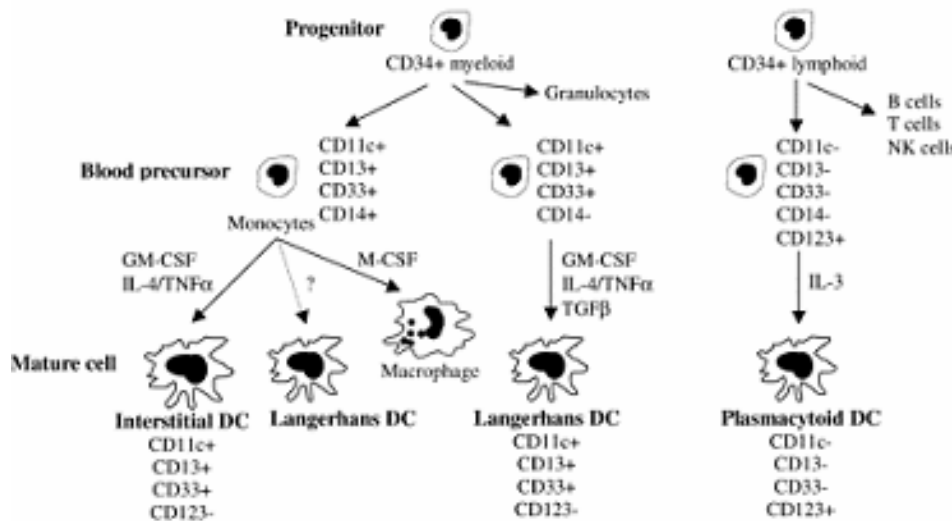 Progenitor
CD34+ myeloid
CD34+ lymphoid
Granulocytes
B cells
T cells
NK cells
Blood precursor
CD11c+
CD13+
CD33+
CD14+
CD11c+
CD13+
CD33+
CD14-
CD11c-
CD13-
CD33-
CD14-
CD123+
Monocytes
GM-CSF
IL-4/TNFα
?
M-CSF
GM-CSF
IL-4/TNFα
TGFβ
IL-3
Mature cell
Macrophage
Interstitial DC
CD11c+
CD13+
CD33+
CD123-
Langerhans DC
Langerhans DC
CD11c+
CD13+
CD33+
CD123-
Plasmacytoid DC
CD11c-
CD13-
CD33-
CD123+